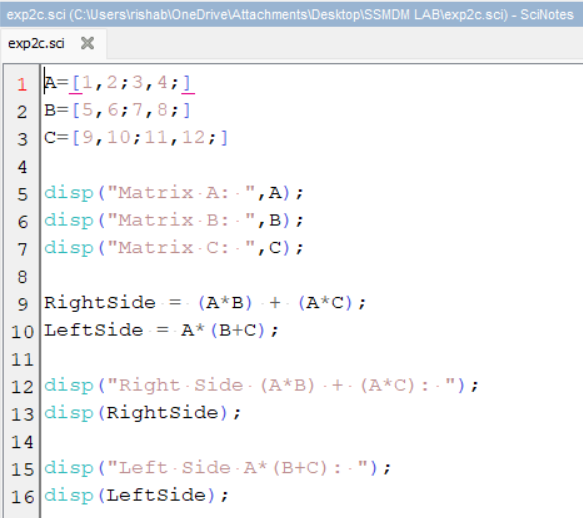 exp2c.sci (C:\Users\rishab\OneDrive\Attachments\Desktop\SSMDM LAB\exp2c.sci) - SciNotes
exp2c.sci
1 A=[1,2;3,4;]
2 B=[5,6;7,8;]
3 C=[9,10;11,12;]
4
5 disp("Matrix A: ",A);
6 disp("Matrix B: ",B);
7 disp("Matrix C: ",C);
8
9 RightSide = (A*B) + (A*C);
10 LeftSide = A*(B+C);
11
12 disp("Right Side (A*B) + (A*C): ");
13 disp(RightSide);
14
15 disp("Left Side A*(B+C): ");
16 disp(LeftSide);